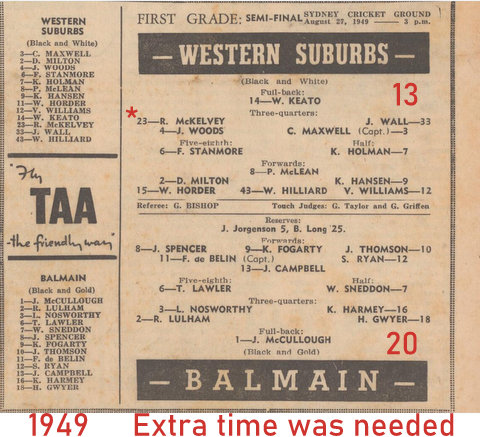 WESTERN
SUBURBS
(Black and White)
3—C. MAXWELL
2—D. MILTON
4—J. WOODS
6—F. STANMORE
7—K. HOLMAN
8—P. McLEAN
9—K. HANSEN
11—W. HORDER
12—V. WILLIAMS
14—W. KEATO
23—R. McKELVEY
33—J. WALL
43—W. HILLIARD
"Fly
TAA
-the friendly way"
BALMAIN
(Black and Gold)
1—J. McCULLOUGH
2—R. LULHAM
3—L. NOSWORTHY
6—T. LAWLER
7—W. SNEDDON
8—J. SPENCER
9—K. FOGARTY
10—J. THOMSON
11—F. de BELIN
12—S. RYAN
13—J. CAMPBELL
16—K. HARMEY
18—H. GWYER
FIRST GRADE: SEMI-FINAL SYDNEY CRICKET GROUND
August 27, 1949 — 3 p.m.
— WESTERN SUBURBS —
(Black and White)
Full-back:
14—W. KEATO
13
Three-quarters:
* 23—R. McKELVEY J. WALL—33
4—J. WOODS C. MAXWELL (Capt.)—3
Five-eighth: Half:
6—F. STANMORE K. HOLMAN—7
Forwards:
8—P. McLEAN
2—D. MILTON K. HANSEN—9
15—W. HORDER 43—W. HILLIARD V. WILLIAMS—12
Referee: G. BISHOP Touch Judges: G. Taylor and G. Griffen
Reserves:
J. Jorgenson 5, B. Long 25.
Forwards:
8—J. SPENCER 9—K. FOGARTY J. THOMSON—10
11—F. de BELIN (Capt.) S. RYAN—12
13—J. CAMPBELL
Five-eighth: Half:
6—T. LAWLER W. SNEDDON—7
Three-quarters:
3—L. NOSWORTHY K. HARMEY—16
2—R. LULHAM H. GWYER—18
Full-back:
1—J. McCULLOUGH
(Black and Gold)
20
— BALMAIN —
1949 Extra time was needed